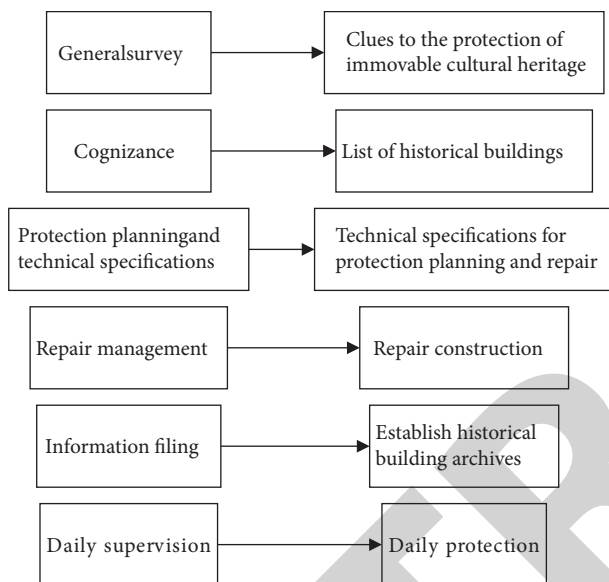 Generalsurvey
Clues to the protection of
immovable cultural heritage
Cognizance
List of historical buildings
Protection planningand
technical specifications
Technical specifications for
protection planning and repair
Repair management
Repair construction
Information filing
Establish historical
building archives
Daily supervision
Daily protection